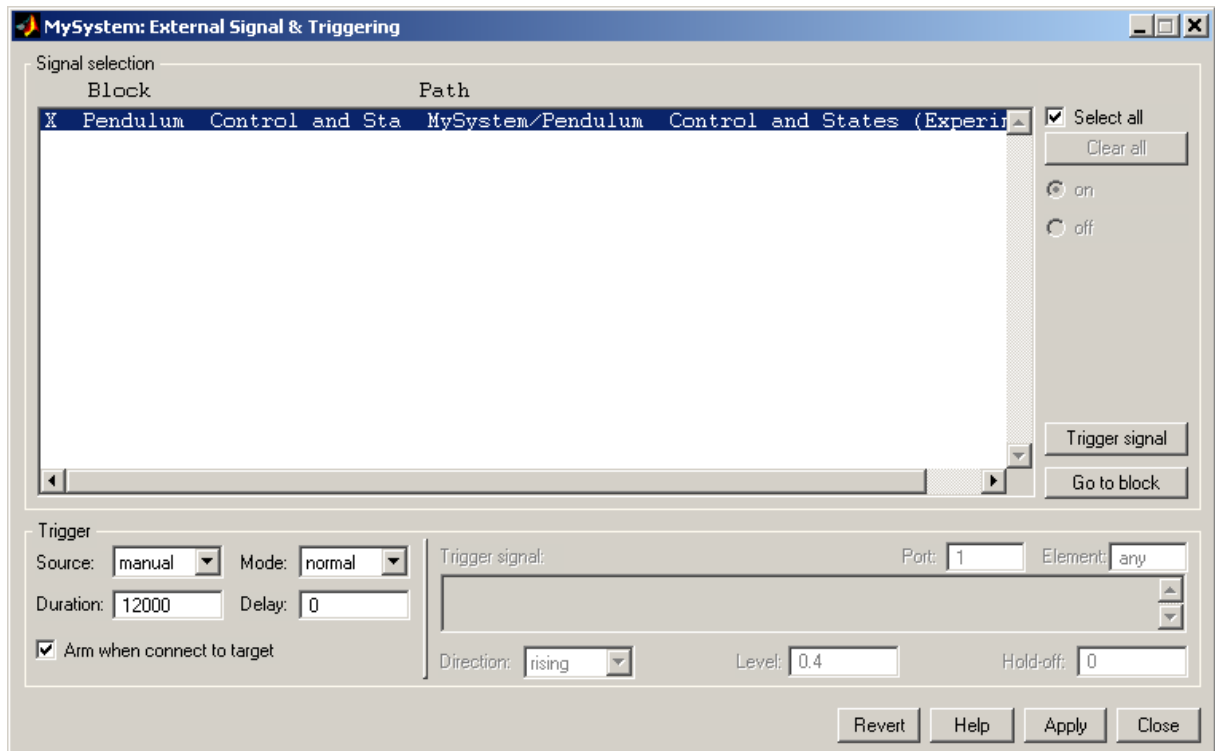 MySystem: External Signal & Triggering
Signal selection
Block Path
X Pendulum Control and Sta MySystem/Pendulum Control and States (Experim
Select all
Clear all
on
off
Trigger signal
Go to block
Trigger
Source: manual Mode: normal Trigger signal: Port: 1 Element: any
Duration: 12000 Delay: 0
Arm when connect to target
Direction: rising Level: 0.4 Hold-off: 0
Revert Help Apply Close